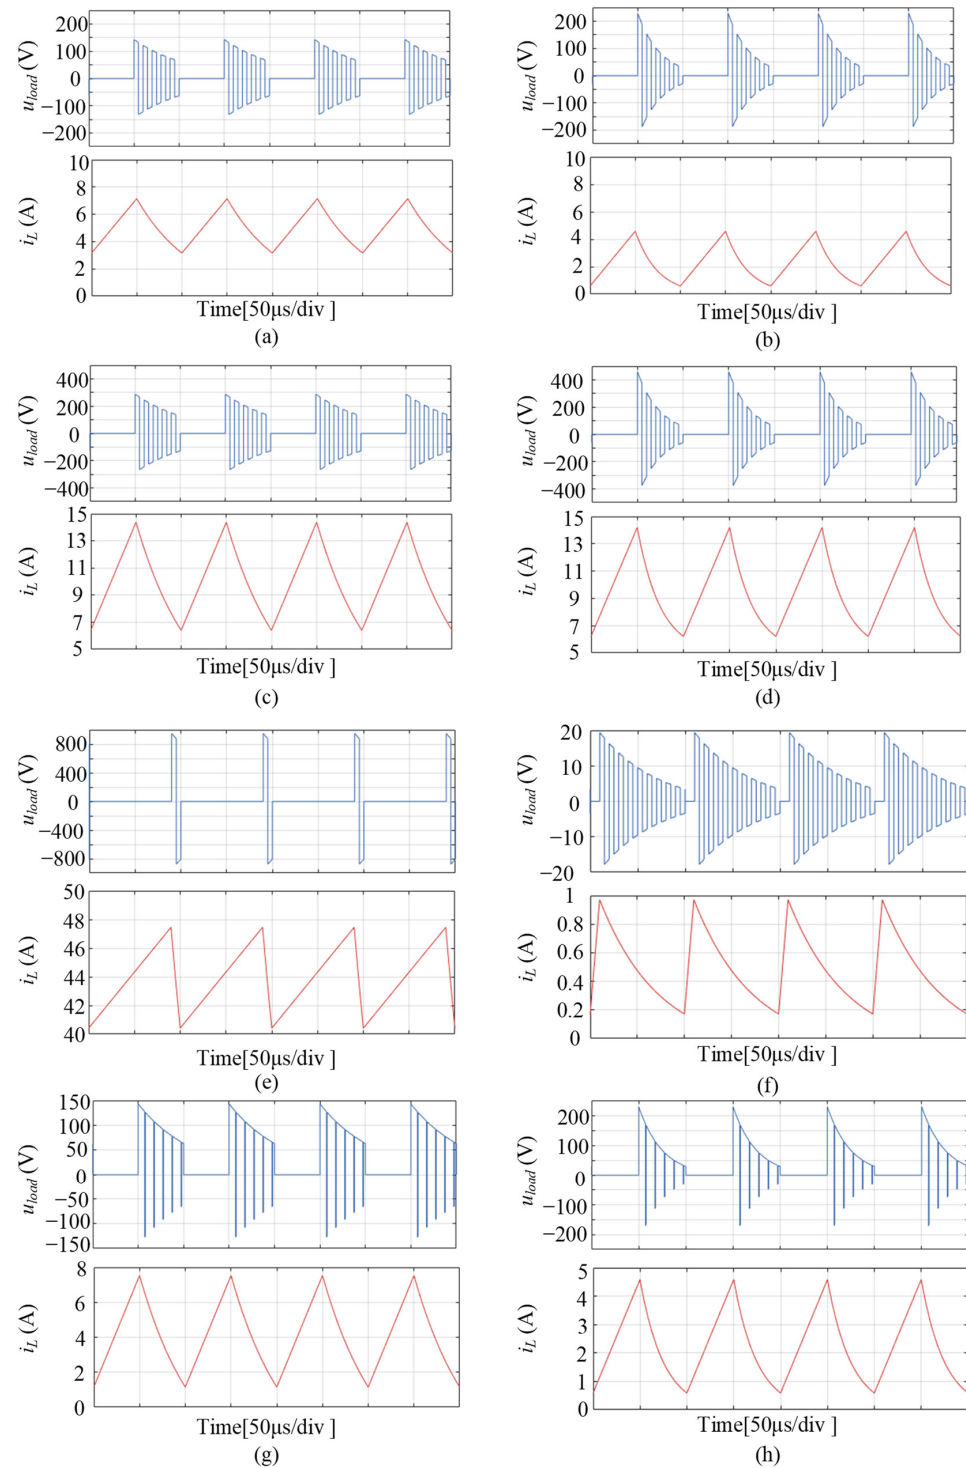 u_load (V)
200
100
0
−100
−200
i_L (A)
10
8
6
4
2
0
Time[50μs/div ]
(a)
u_load (V)
200
100
0
−100
−200
i_L (A)
10
8
6
4
2
0
Time[50μs/div ]
(b)
u_load (V)
400
200
0
−200
−400
i_L (A)
15
13
11
9
7
5
Time[50μs/div ]
(c)
u_load (V)
400
200
0
−200
−400
i_L (A)
15
13
11
9
7
5
Time[50μs/div ]
(d)
u_load (V)
800
400
0
−400
−800
i_L (A)
50
48
46
44
42
40
Time[50μs/div ]
(e)
u_load (V)
20
10
0
−10
−20
i_L (A)
1
0.8
0.6
0.4
0.2
0
Time[50μs/div ]
(f)
u_load (V)
150
100
50
0
−50
−100
−150
i_L (A)
8
6
4
2
0
Time[50μs/div ]
(g)
u_load (V)
200
100
0
−100
−200
i_L (A)
5
4
3
2
1
0
Time[50μs/div ]
(h)